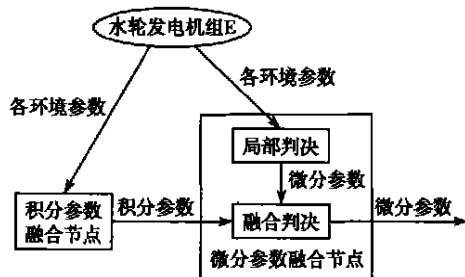 水轮发电机组E
各环境参数
各环境参数
局部判决
微分参数
积分参数
融合节点
积分参数
融合判决
微分参数
微分参数融合节点